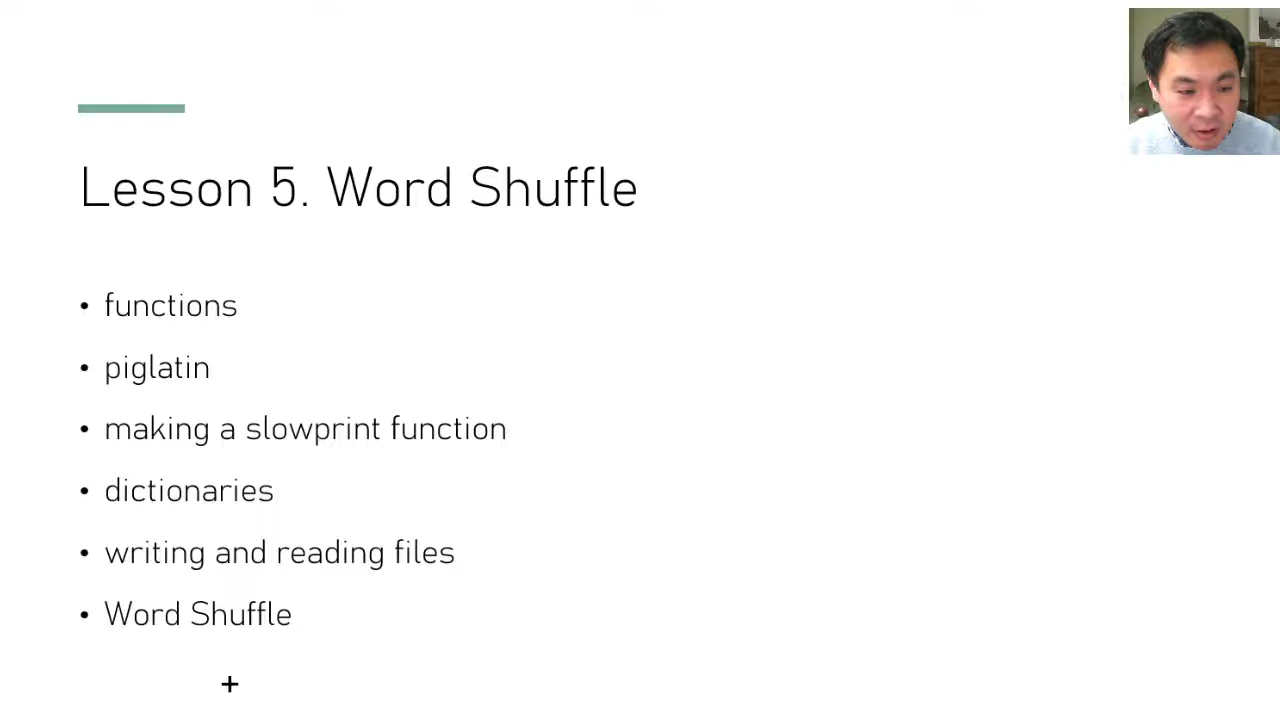 Lesson 5. Word Shuffle
• functions
• piglatin
• making a slowprint function
• dictionaries
• writing and reading files
• Word Shuffle